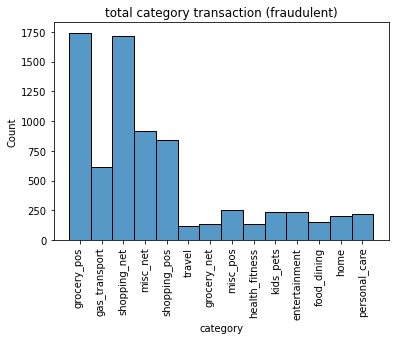 total category transaction (fraudulent)
Count
1750
1500
1250
1000
750
500
250
0
grocery_pos
gas_transport
shopping_net
misc_net
shopping_pos
travel
grocery_net
misc_pos
health_fitness
kids_pets
entertainment
food_dining
home
personal_care
category